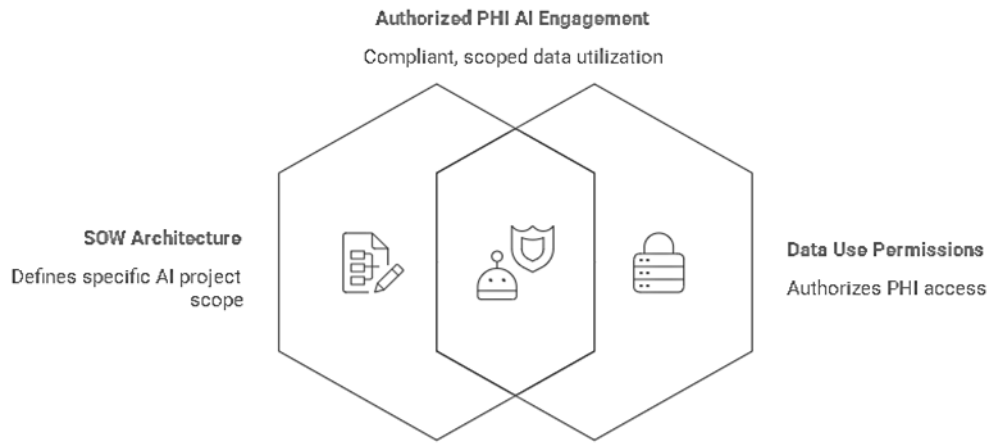 Authorized PHI AI Engagement
Compliant, scoped data utilization
SOW Architecture
Defines specific AI project
scope
Data Use Permissions
Authorizes PHI access